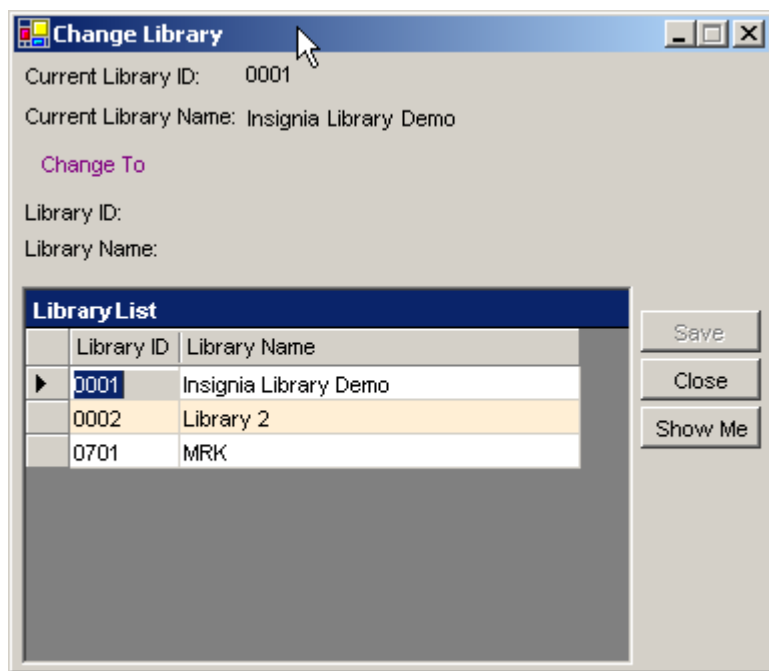 Change Library
Current Library ID: 0001
Current Library Name: Insignia Library Demo
Change To
Library ID:
Library Name:
Library List
Library ID Library Name
0001 Insignia Library Demo
0002 Library 2
0701 MRK
Save
Close
Show Me